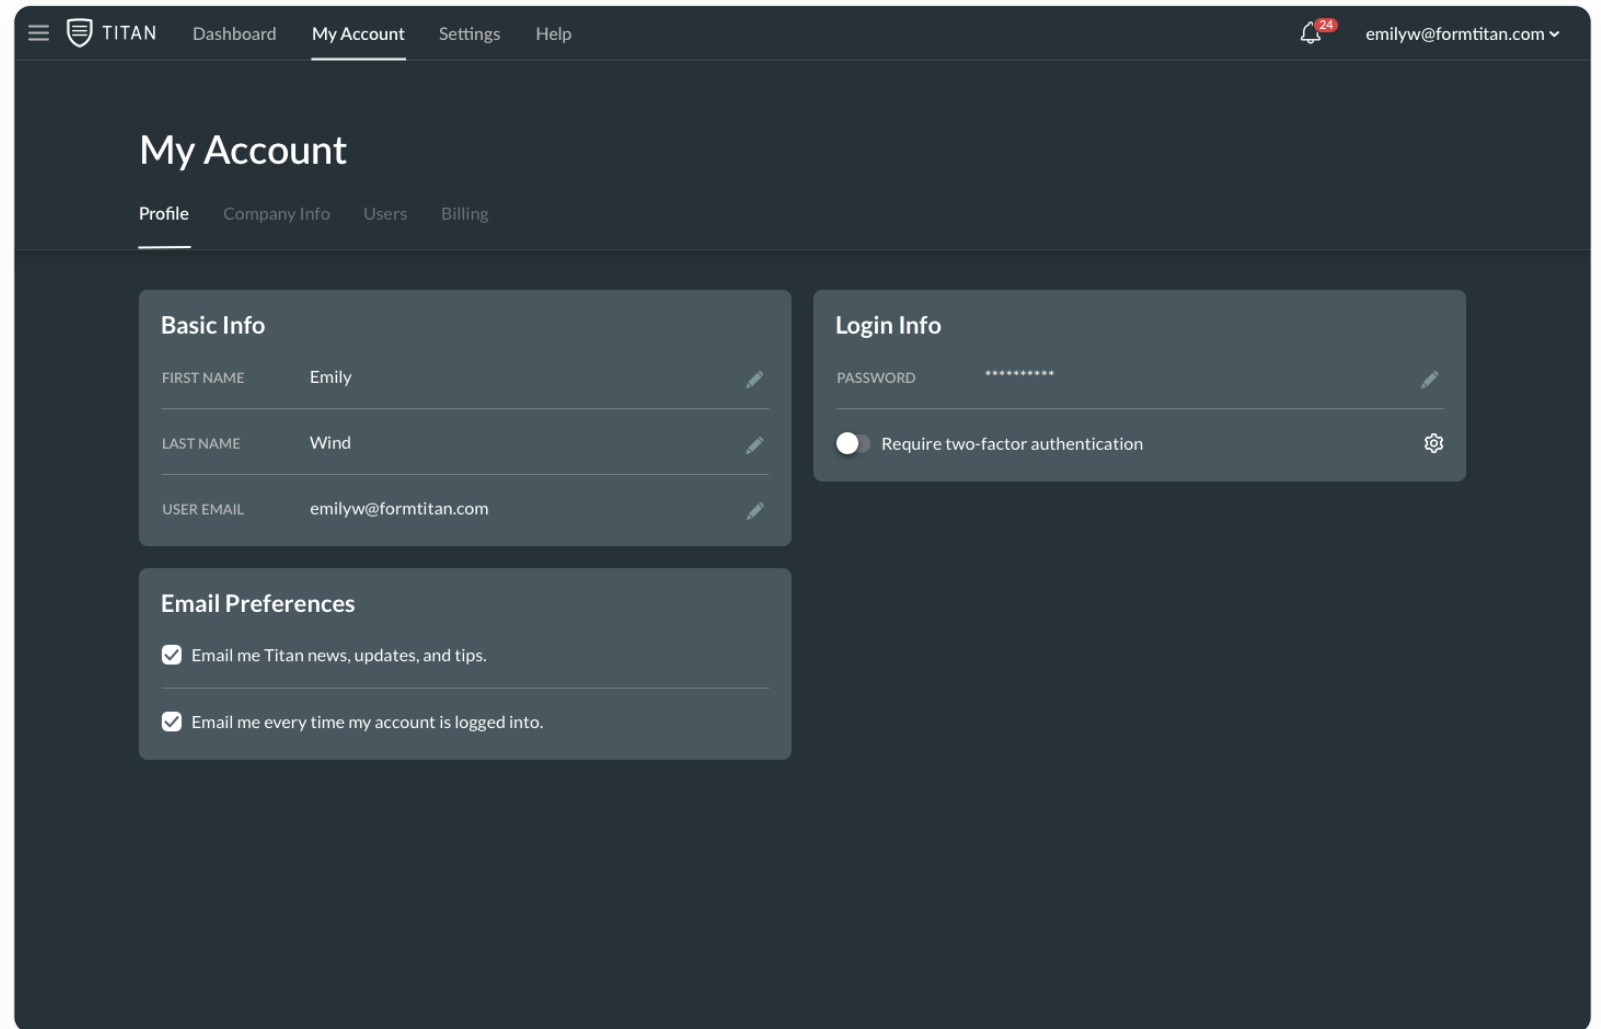 TITAN Dashboard My Account Settings Help 24 emilyw@formtitan.com
My Account
Profile Company Info Users Billing
Basic Info
FIRST NAME Emily
LAST NAME Wind
USER EMAIL emilyw@formtitan.com
Login Info
PASSWORD **********
Require two-factor authentication
Email Preferences
Email me Titan news, updates, and tips.
Email me every time my account is logged into.